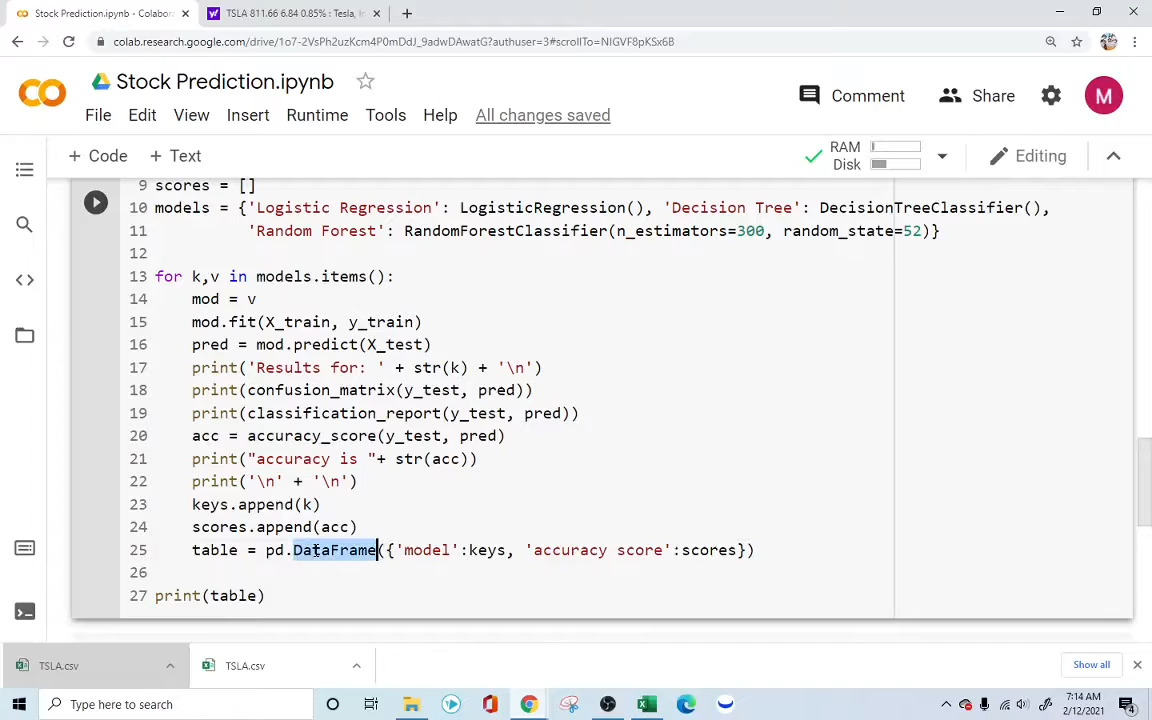 Stock Prediction.ipynb - Colabora
TSLA 811.66 6.84 0.85% : Tesla, I
colab.research.google.com/drive/1o7-2VsPh2uzKcm4P0mDdJ_9adwDAwatG?authuser=3#scrollTo=NIGVF8pKSx6B
Stock Prediction.ipynb
Comment
Share
M
File Edit View Insert Runtime Tools Help All changes saved
+ Code + Text
RAM
Disk
Editing
9 scores = []
10 models = {'Logistic Regression': LogisticRegression(), 'Decision Tree': DecisionTreeClassifier(),
11 'Random Forest': RandomForestClassifier(n_estimators=300, random_state=52)}
12
13 for k,v in models.items():
14 mod = v
15 mod.fit(X_train, y_train)
16 pred = mod.predict(X_test)
17 print('Results for: ' + str(k) + '\n')
18 print(confusion_matrix(y_test, pred))
19 print(classification_report(y_test, pred))
20 acc = accuracy_score(y_test, pred)
21 print("accuracy is "+ str(acc))
22 print('\n' + '\n')
23 keys.append(k)
24 scores.append(acc)
25 table = pd.DataFrame({'model':keys, 'accuracy score':scores})
26
27 print(table)
TSLA.csv
TSLA.csv
Show all
Type here to search
7:14 AM
2/12/2021
4